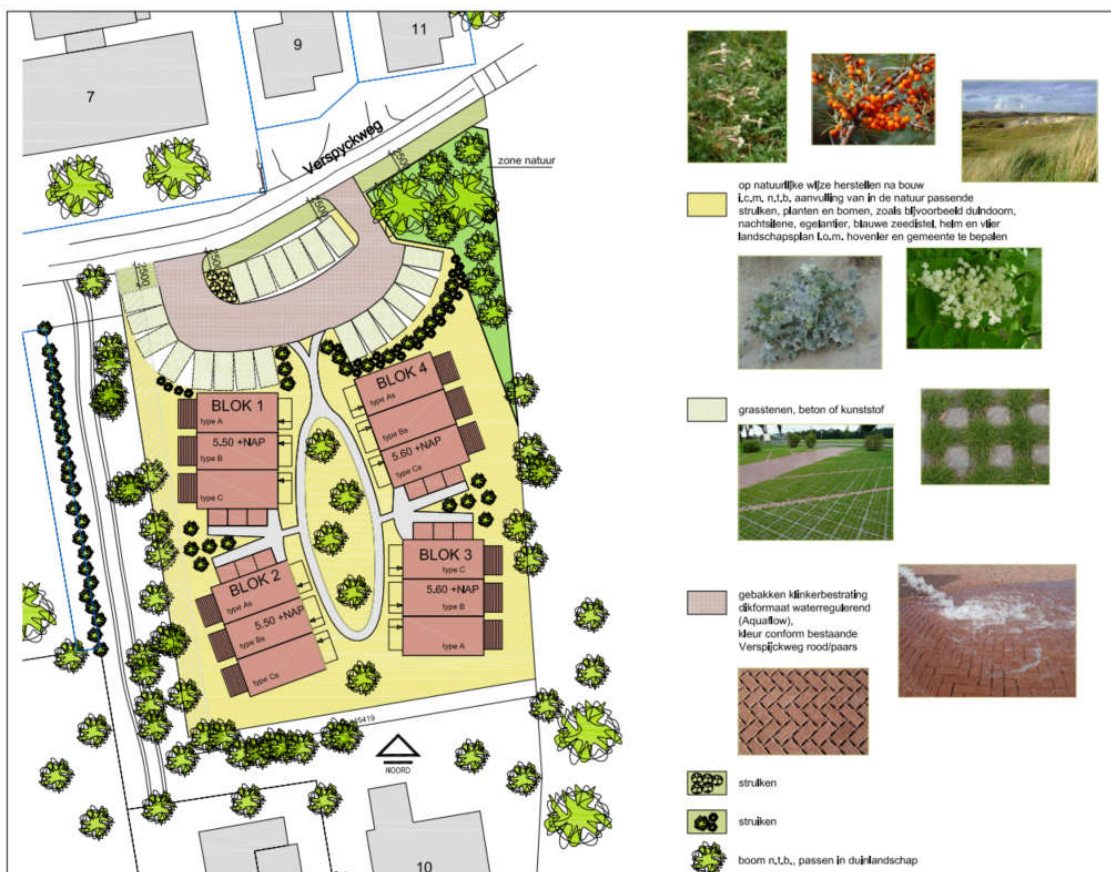 7
9
11
Verspyckweg
2500
zone natuur
2500
2500
2500
BLOK 1
type A
5.50 +NAP
type B
type C
BLOK 4
type As
type Bs
5.60 +NAP
type Cs
BLOK 2
type As
5.50 +NAP
type Bs
type Cs
BLOK 3
type C
5.60 +NAP
type B
type A
NOORD
10
op natuurlijke wijze herstellen na bouw
i.c.m. n.t.b. aanvulling van in de natuur passende
struiken, planten en bomen, zoals bijvoorbeeld duindoorn,
nachtsilene, egelantier, blauwe zeedistel, helm en vlier
landschapsplan i.o.m. hovenier en gemeente te bepalen
grasstenen, beton of kunststof
gebakken klinkerbestrating
dikformaat waterregulerend
(Aquaflow),
kleur conform bestaande
Verspijckweg rood/paars
struiken
struiken
boom n.t.b., passen in duinlandschap